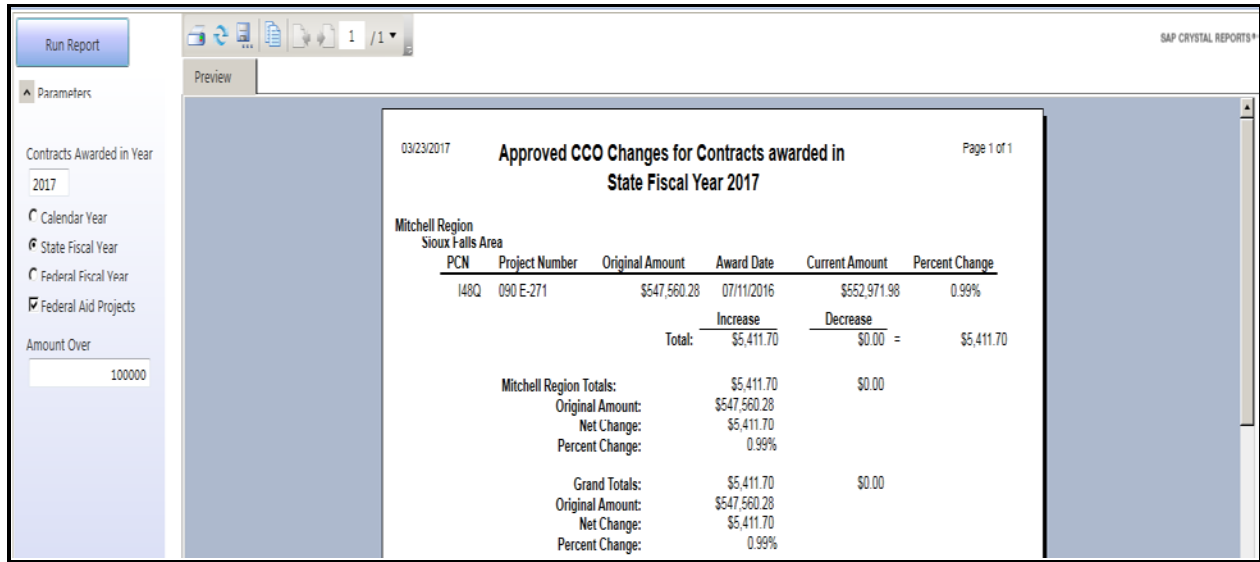 Run Report
1 /1
SAP CRYSTAL REPORTS®
Preview
Parameters
Contracts Awarded in Year
2017
Calendar Year
State Fiscal Year
Federal Fiscal Year
Federal Aid Projects
Amount Over
100000
03/23/2017 Approved CCO Changes for Contracts awarded in Page 1 of 1
State Fiscal Year 2017
Mitchell Region
Sioux Falls Area
PCN Project Number Original Amount Award Date Current Amount Percent Change
I48Q 090 E-271 $547,560.28 07/11/2016 $552,971.98 0.99%
Increase Decrease
Total: $5,411.70 $0.00 = $5,411.70
Mitchell Region Totals: $5,411.70 $0.00
Original Amount: $547,560.28
Net Change: $5,411.70
Percent Change: 0.99%
Grand Totals: $5,411.70 $0.00
Original Amount: $547,560.28
Net Change: $5,411.70
Percent Change: 0.99%